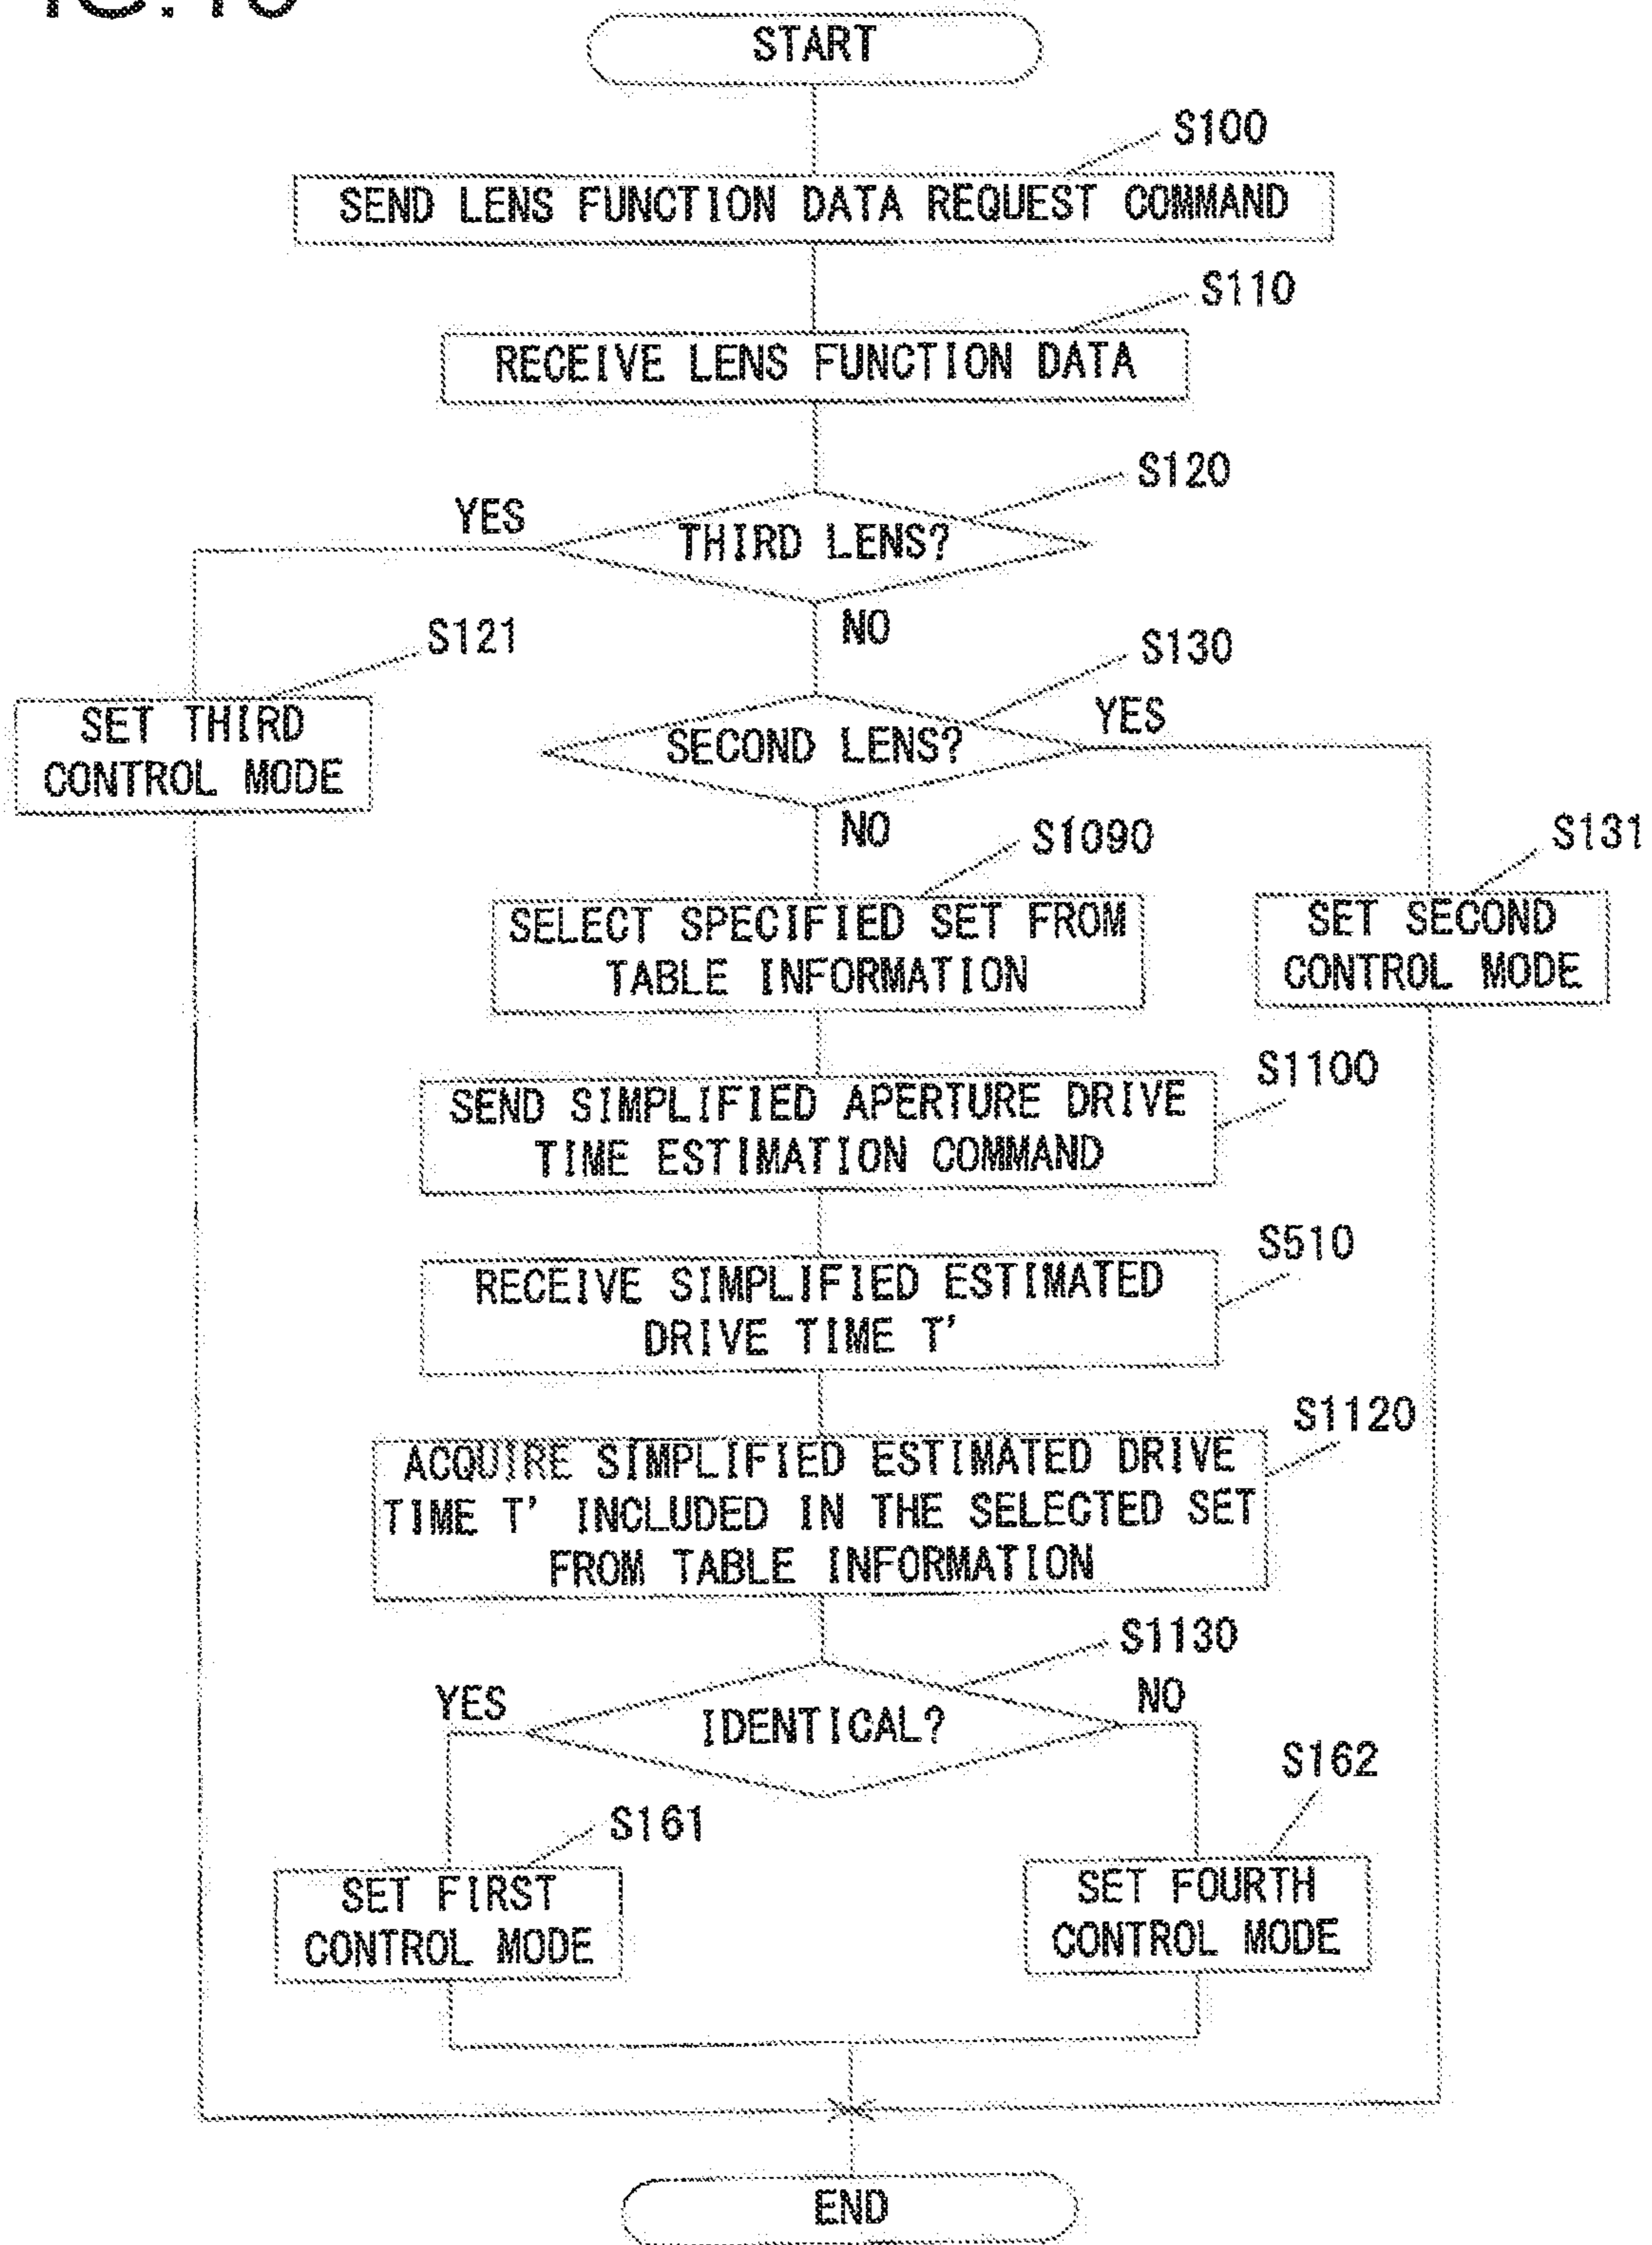 START
S100
SEND LENS FUNCTION DATA REQUEST COMMAND
S110
RECEIVE LENS FUNCTION DATA
S120
YES
THIRD LENS?
NO
S121
SET THIRD
CONTROL MODE
S130
YES
SECOND LENS?
NO
S1090
SELECT SPECIFIED SET FROM
TABLE INFORMATION
S131
SET SECOND
CONTROL MODE
S1100
SEND SIMPLIFIED APERTURE DRIVE
TIME ESTIMATION COMMAND
S510
RECEIVE SIMPLIFIED ESTIMATED
DRIVE TIME T'
S1120
ACQUIRE SIMPLIFIED ESTIMATED DRIVE
TIME T' INCLUDED IN THE SELECTED SET
FROM TABLE INFORMATION
S1130
YES
NO
IDENTICAL?
S161
SET FIRST
CONTROL MODE
S162
SET FOURTH
CONTROL MODE
END